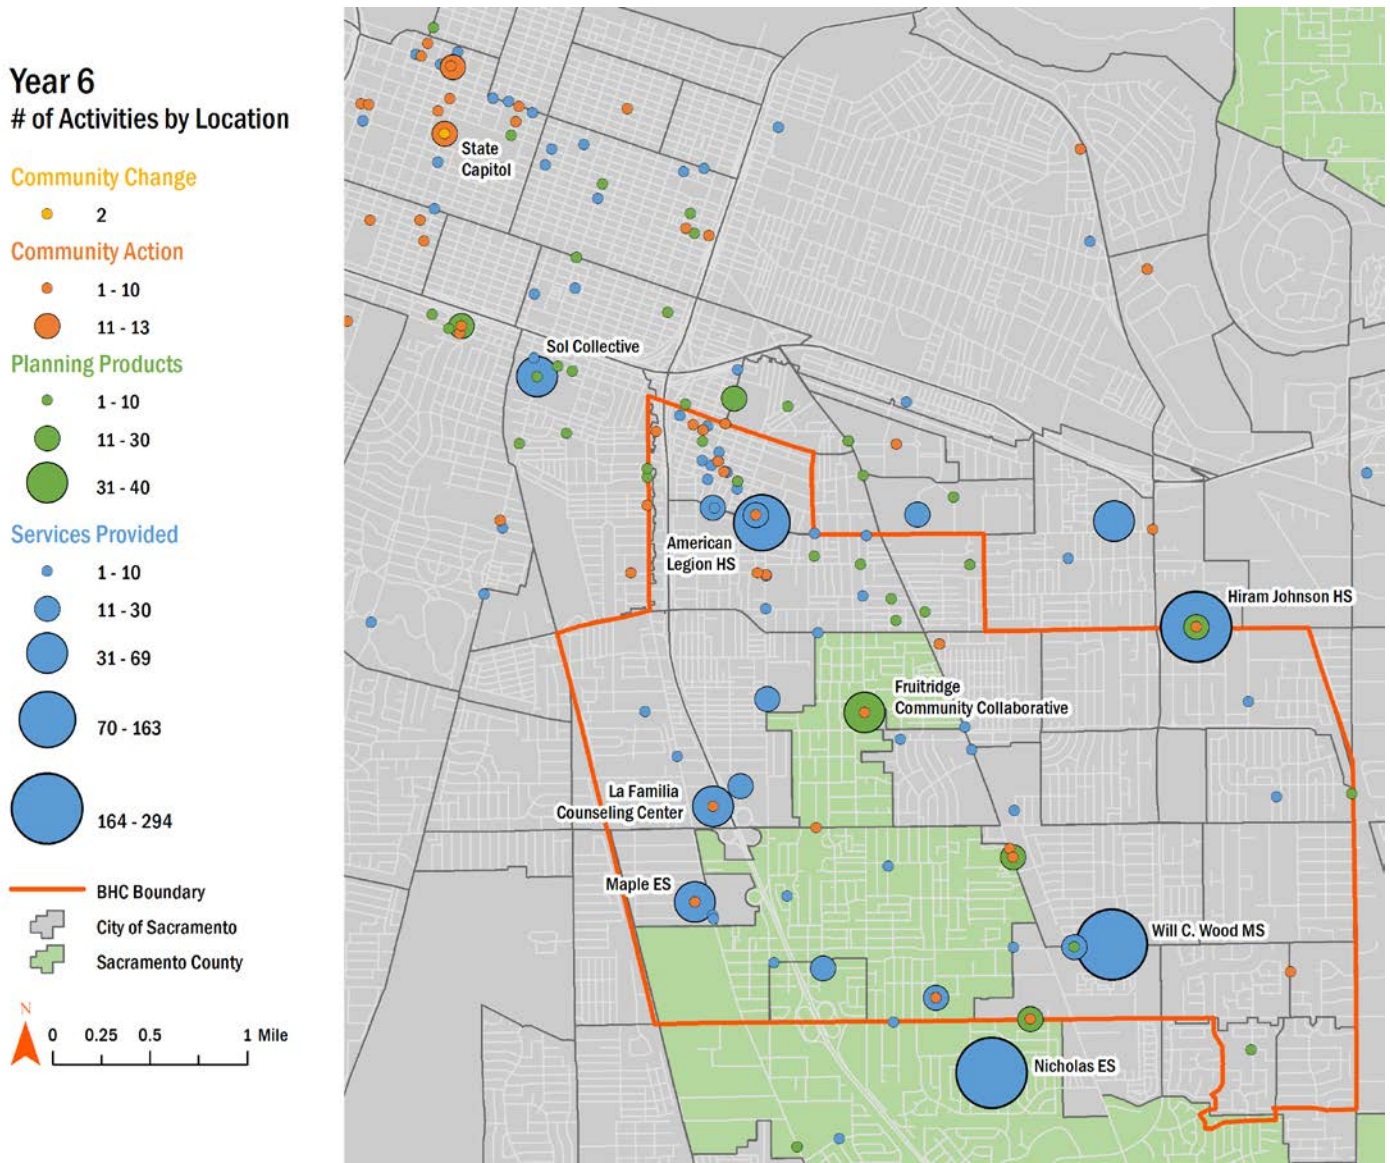 Year 6
# of Activities by Location
Community Change
2
Community Action
1 - 10
11 - 13
Planning Products
1 - 10
11 - 30
31 - 40
Services Provided
1 - 10
11 - 30
31 - 69
70 - 163
164 - 294
BHC Boundary
City of Sacramento
Sacramento County
N
0 0.25 0.5 1 Mile
State
Capitol
Sol Collective
American
Legion HS
Hiram Johnson HS
Fruitridge
Community Collaborative
La Familia
Counseling Center
Maple ES
Will C. Wood MS
Nicholas ES